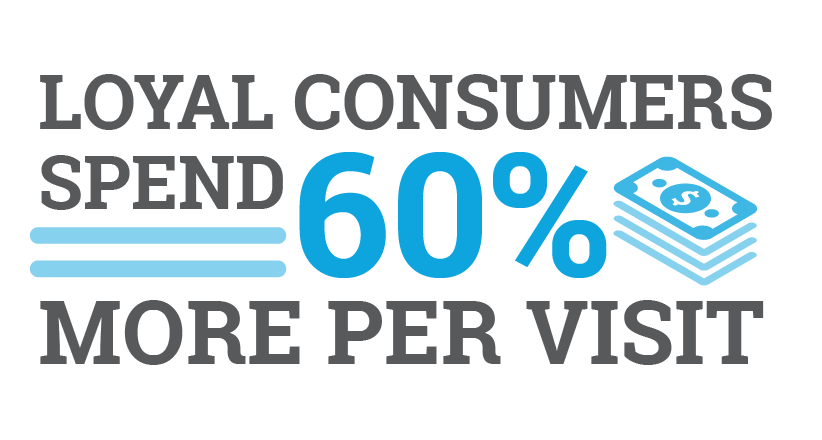 LOYAL CONSUMERS
SPEND 60%
MORE PER VISIT